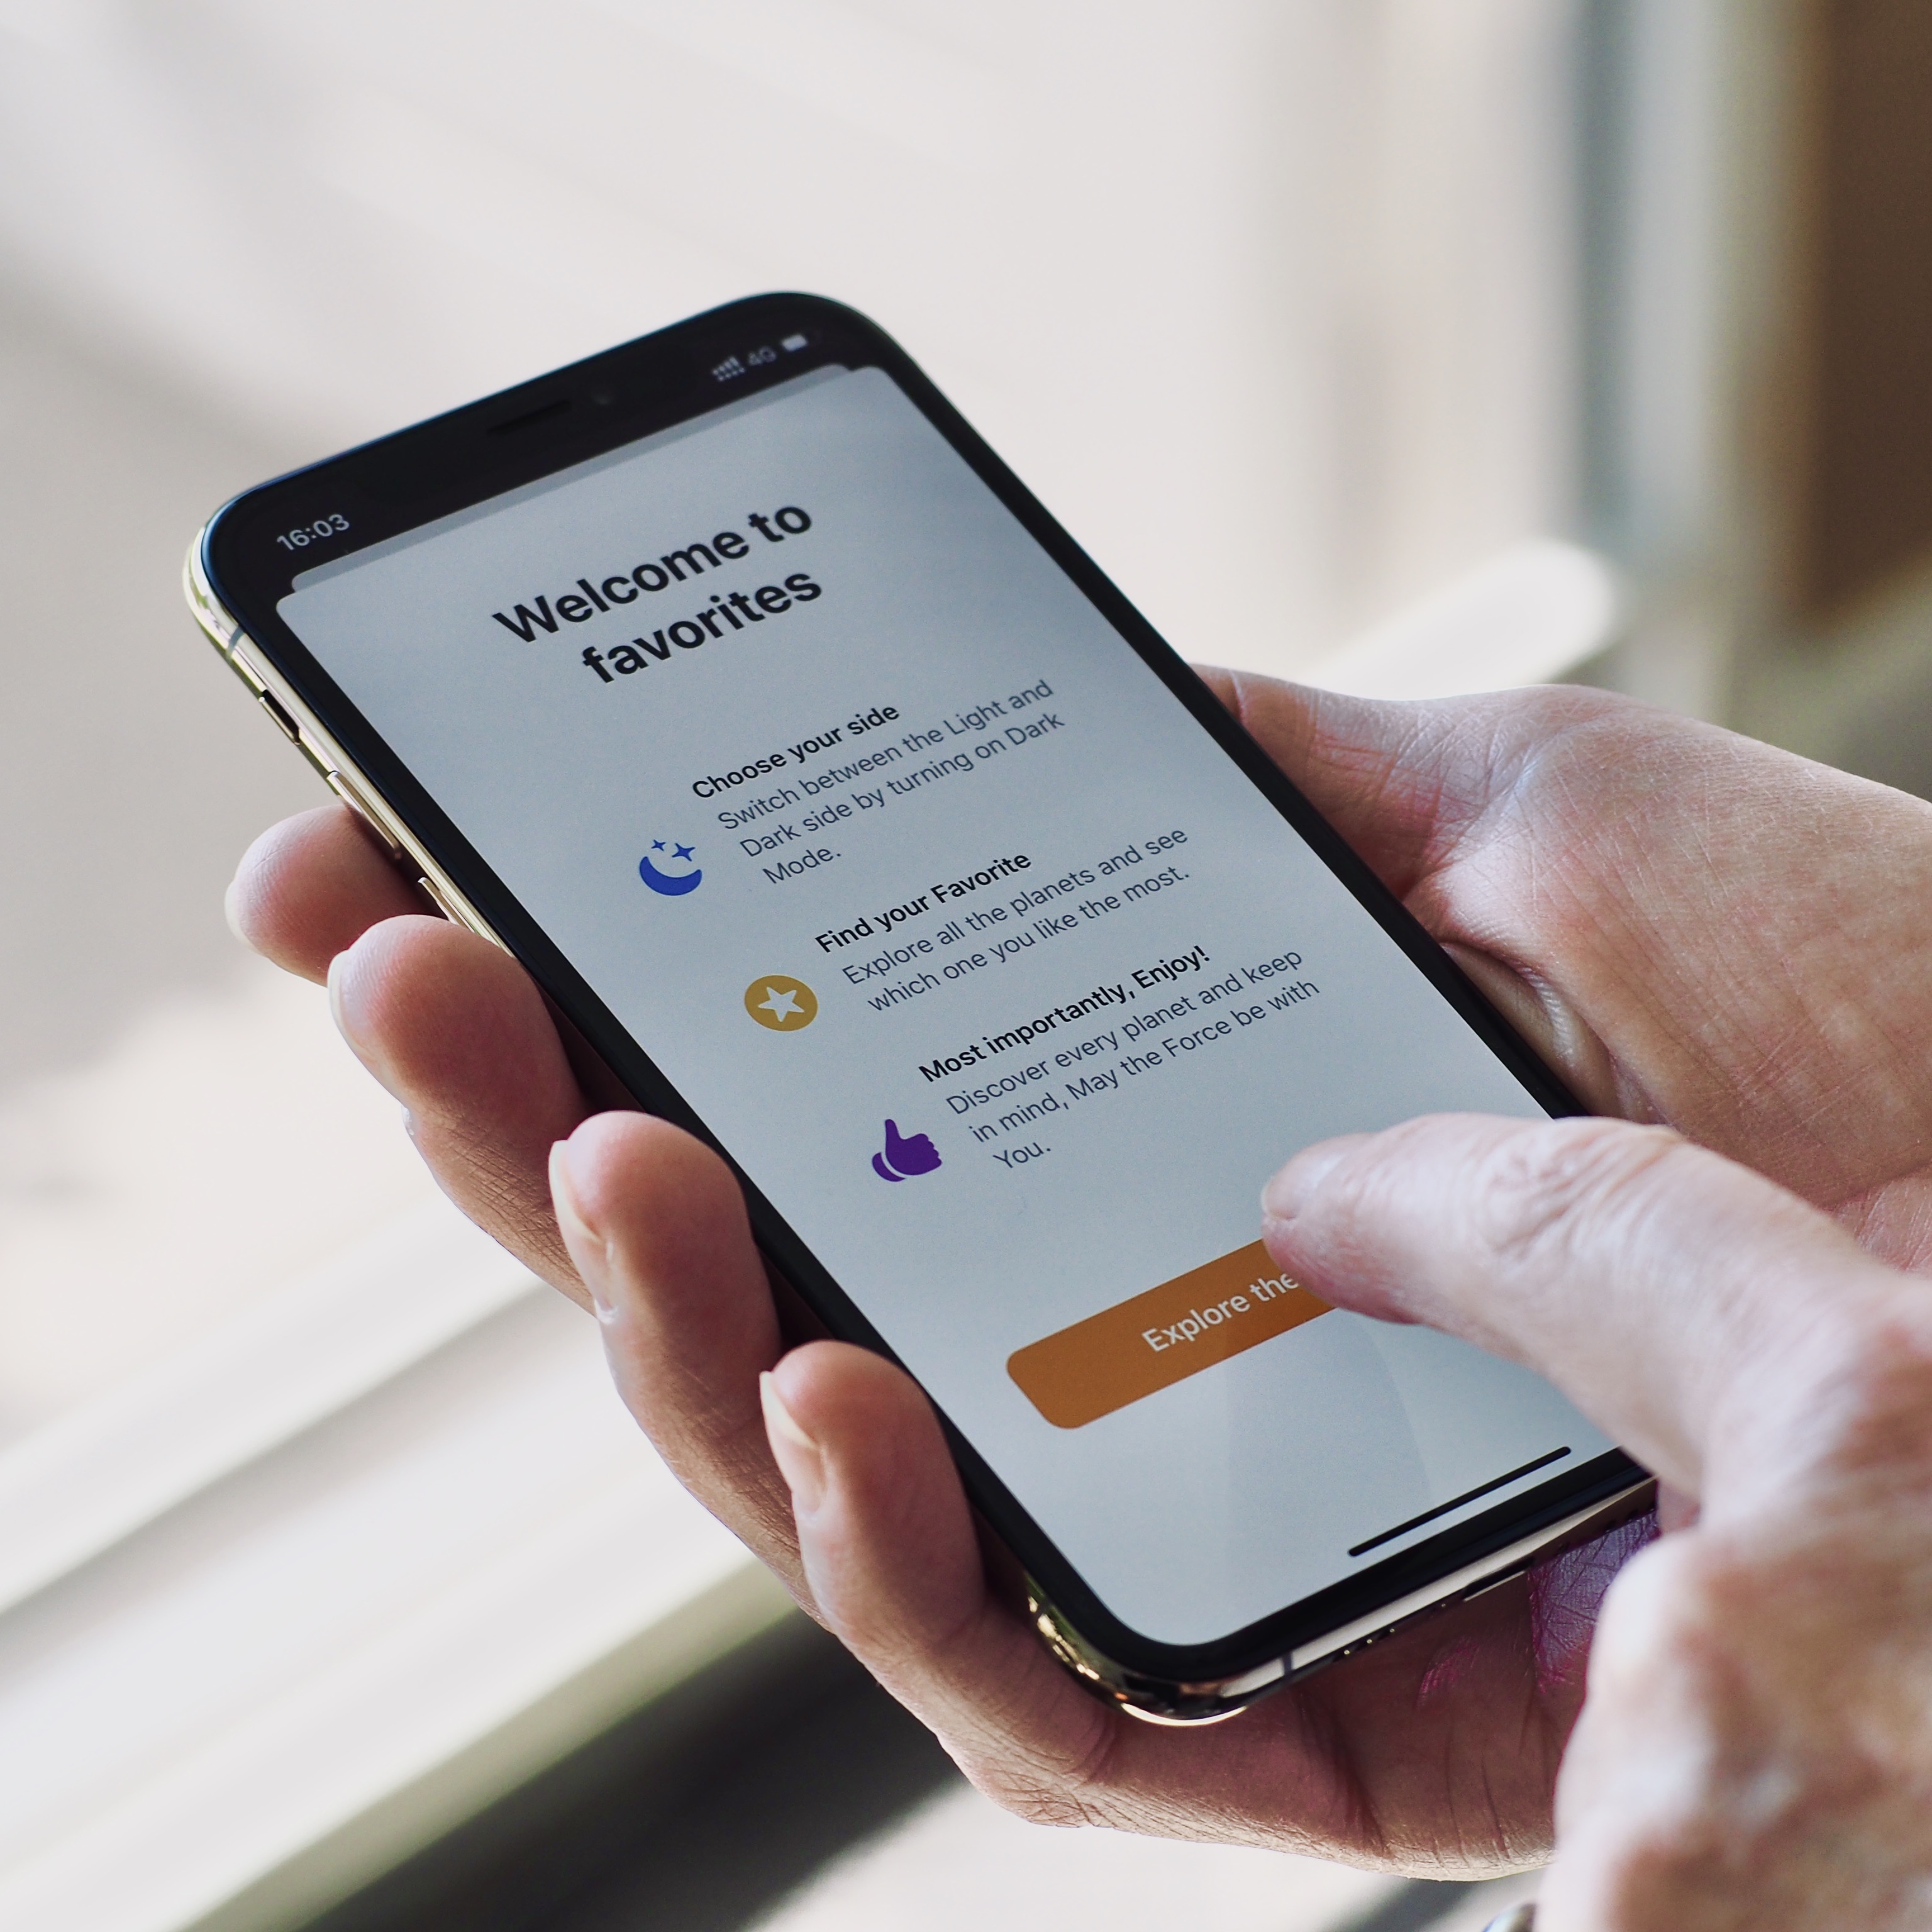 16:03
4G
Welcome to
favorites
Choose your side
Switch between the Light and
Dark side by turning on Dark
Mode.
Find your Favorite
Explore all the planets and see
which one you like the most.
Most importantly, Enjoy!
Discover every planet and keep
in mind, May the Force be with
You.
Explore the